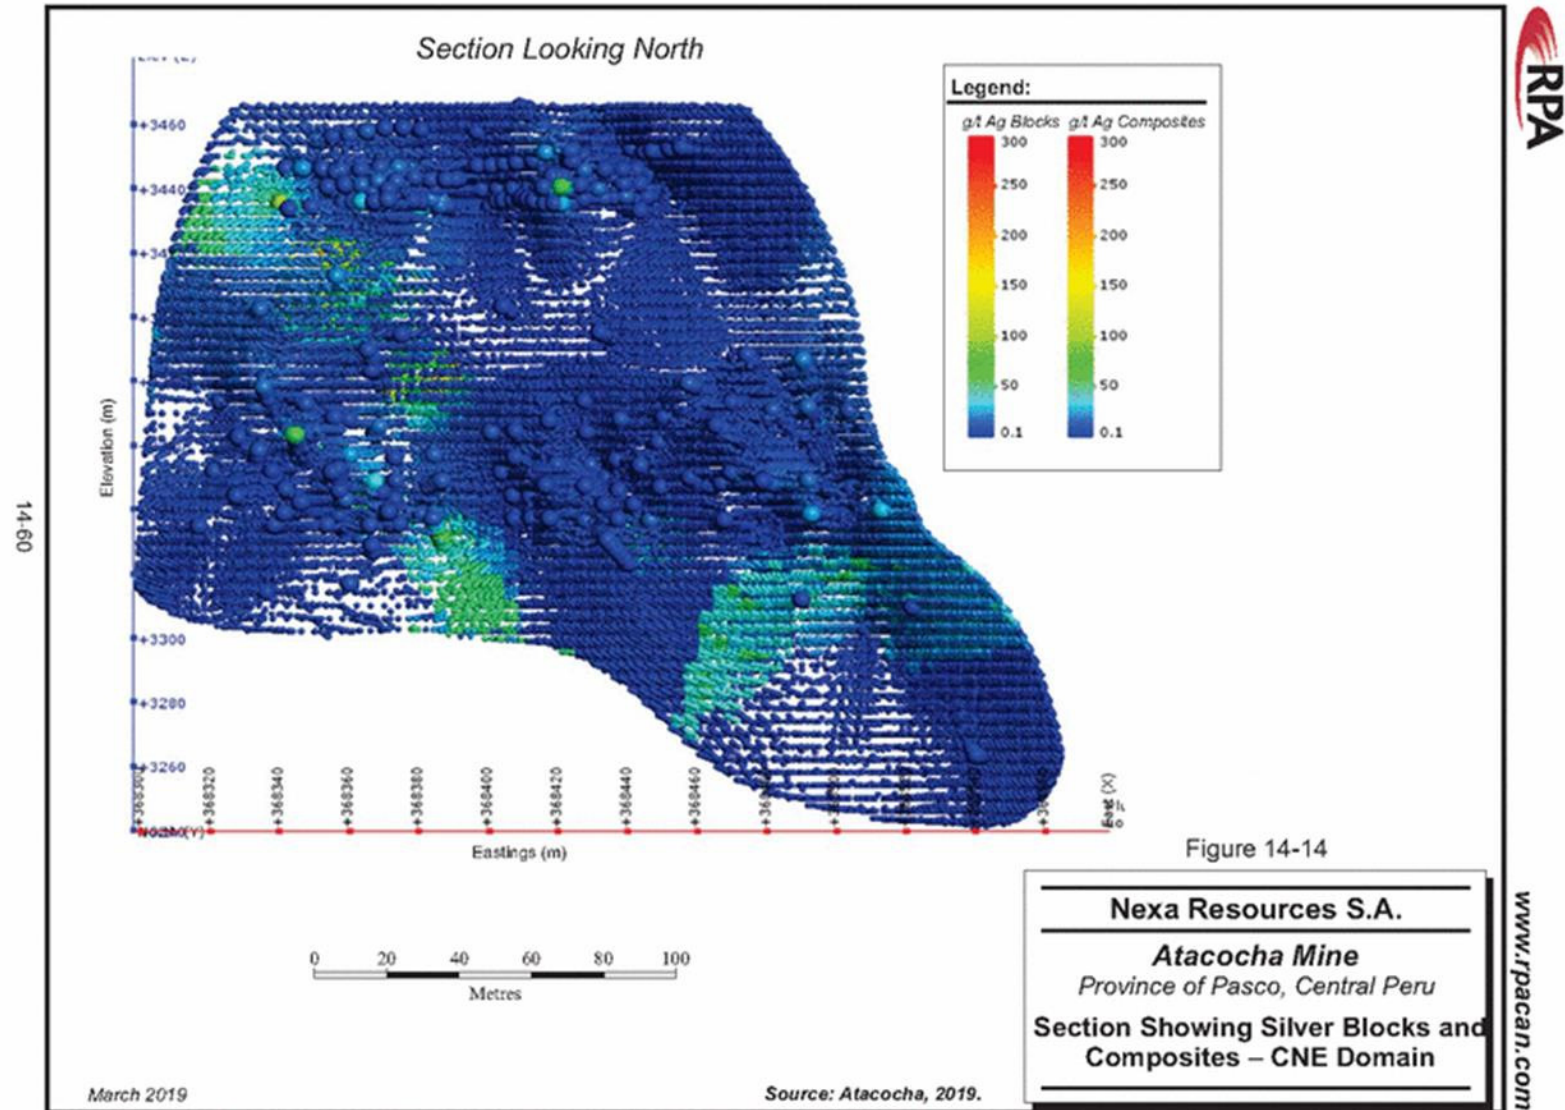 Section Looking North
RPA
Legend:
g/t Ag Blocks g/t Ag Composites
300 300
250 250
200 200
150 150
100 100
50 50
0.1 0.1
+3460
+3440
+3300
+3280
+3260
Elevation (m)
14-60
+368320
+368340
+368360
+368380
+368400
+368420
+368440
+368460
East (X)
Eastings (m)
0 20 40 60 80 100
Metres
Figure 14-14
Nexa Resources S.A.
Atacocha Mine
Province of Pasco, Central Peru
Section Showing Silver Blocks and
Composites – CNE Domain
March 2019
Source: Atacocha, 2019.
www.rpacan.com